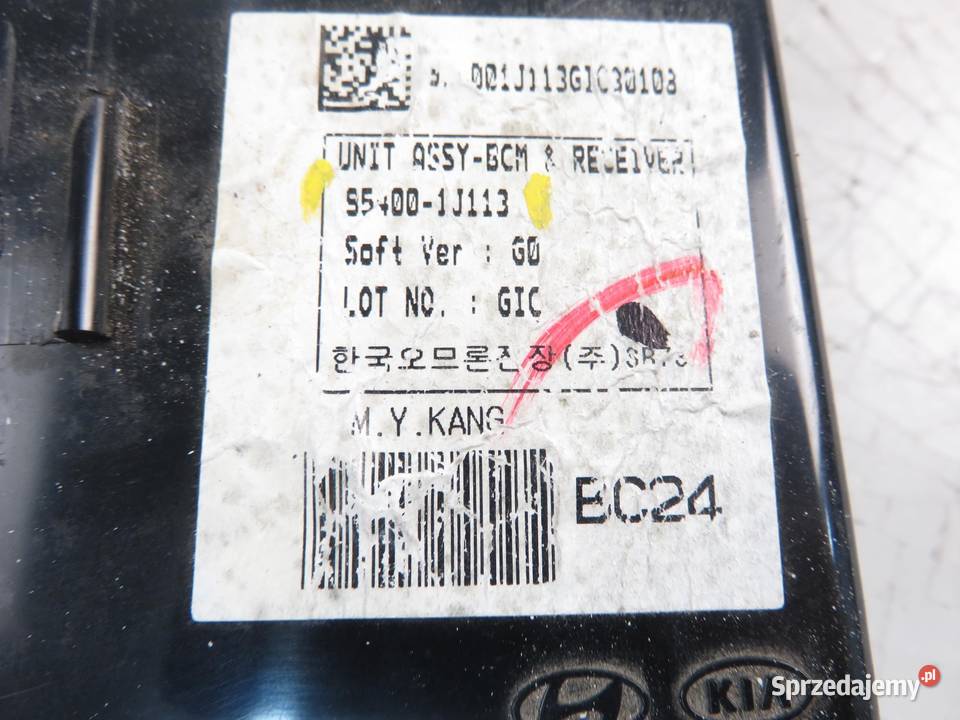 001J113GIC30108
UNIT ASSY-BCM & RECEIVER
95400-1J113
Soft Ver : G0
LOT NO. : GIC
한국오므론전장(주)
M.Y.KANG
BC24
KIA
Sprzedajemy.pl